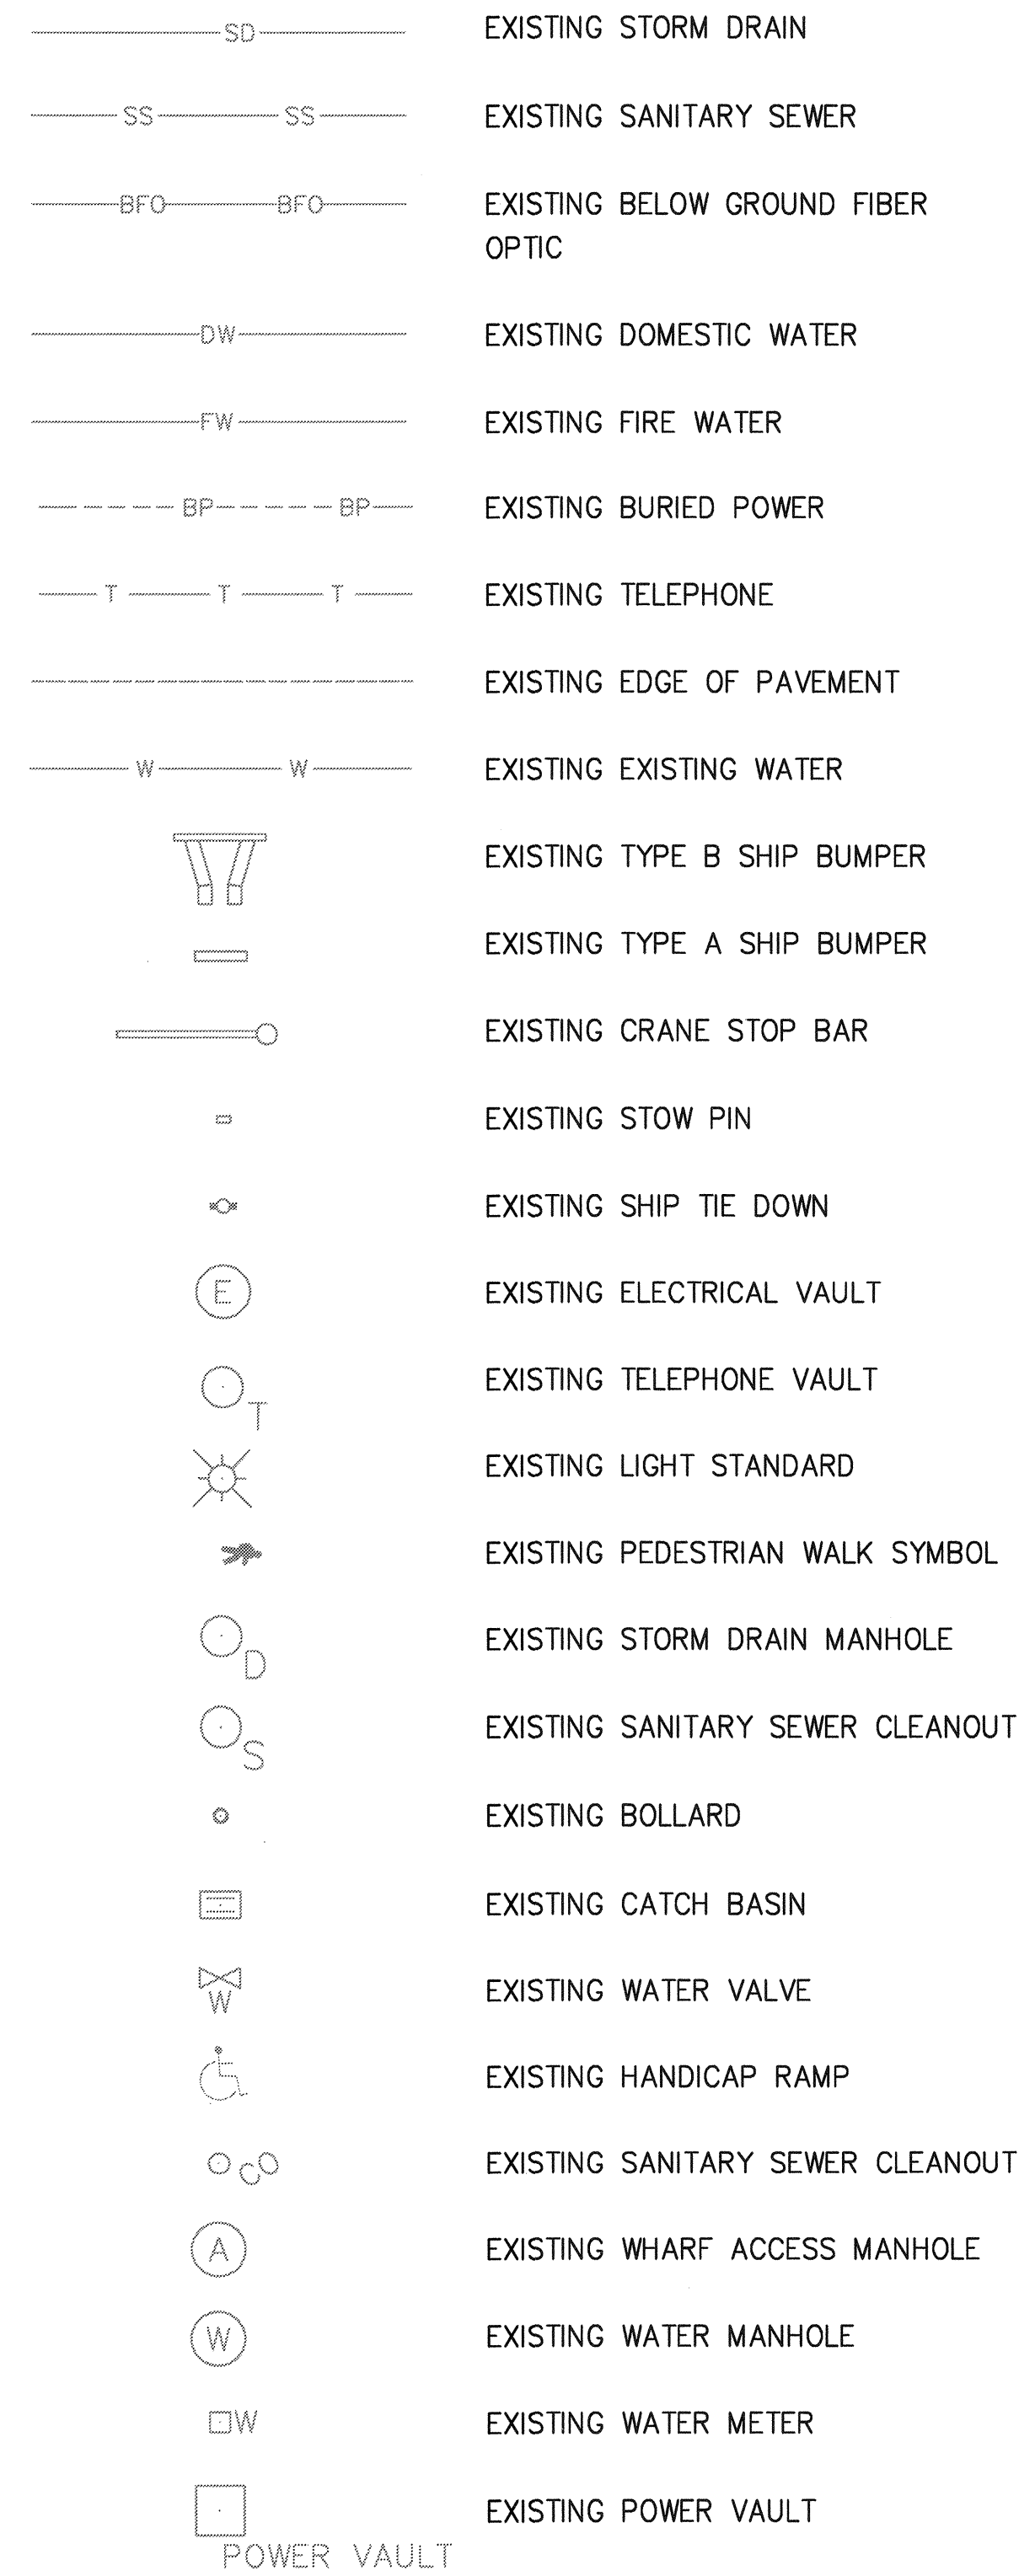 SD EXISTING STORM DRAIN
SS SS EXISTING SANITARY SEWER
BFO BFO EXISTING BELOW GROUND FIBER
OPTIC
DW EXISTING DOMESTIC WATER
FW EXISTING FIRE WATER
BP BP EXISTING BURIED POWER
T T T EXISTING TELEPHONE
EXISTING EDGE OF PAVEMENT
W W EXISTING EXISTING WATER
EXISTING TYPE B SHIP BUMPER
EXISTING TYPE A SHIP BUMPER
EXISTING CRANE STOP BAR
EXISTING STOW PIN
EXISTING SHIP TIE DOWN
E EXISTING ELECTRICAL VAULT
T EXISTING TELEPHONE VAULT
EXISTING LIGHT STANDARD
EXISTING PEDESTRIAN WALK SYMBOL
D EXISTING STORM DRAIN MANHOLE
S EXISTING SANITARY SEWER CLEANOUT
EXISTING BOLLARD
EXISTING CATCH BASIN
W EXISTING WATER VALVE
EXISTING HANDICAP RAMP
CO EXISTING SANITARY SEWER CLEANOUT
A EXISTING WHARF ACCESS MANHOLE
W EXISTING WATER MANHOLE
W EXISTING WATER METER
EXISTING POWER VAULT
POWER VAULT